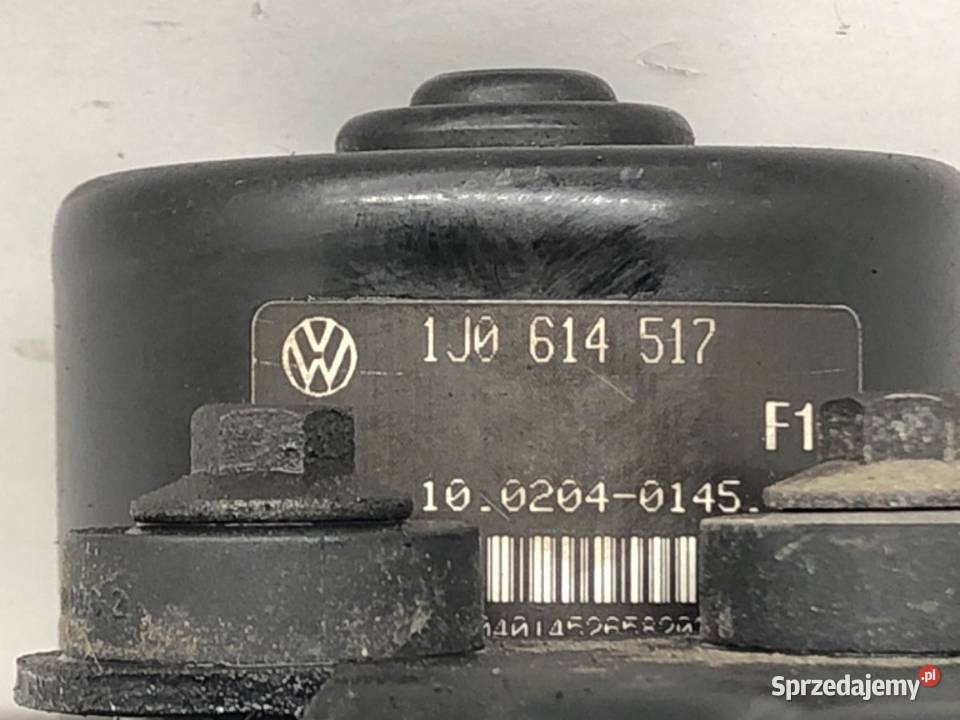 1J0 614 517
F1
10.0204-0145.
Sprzedajemy.pl